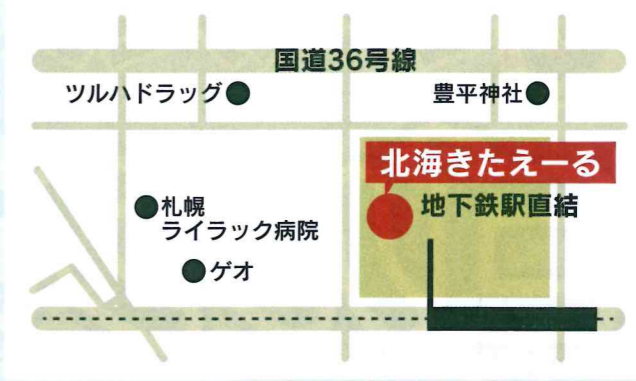 国道36号線
ツルハドラッグ
豊平神社
北海きたえーる
地下鉄駅直結
札幌
ライラック病院
ゲオ